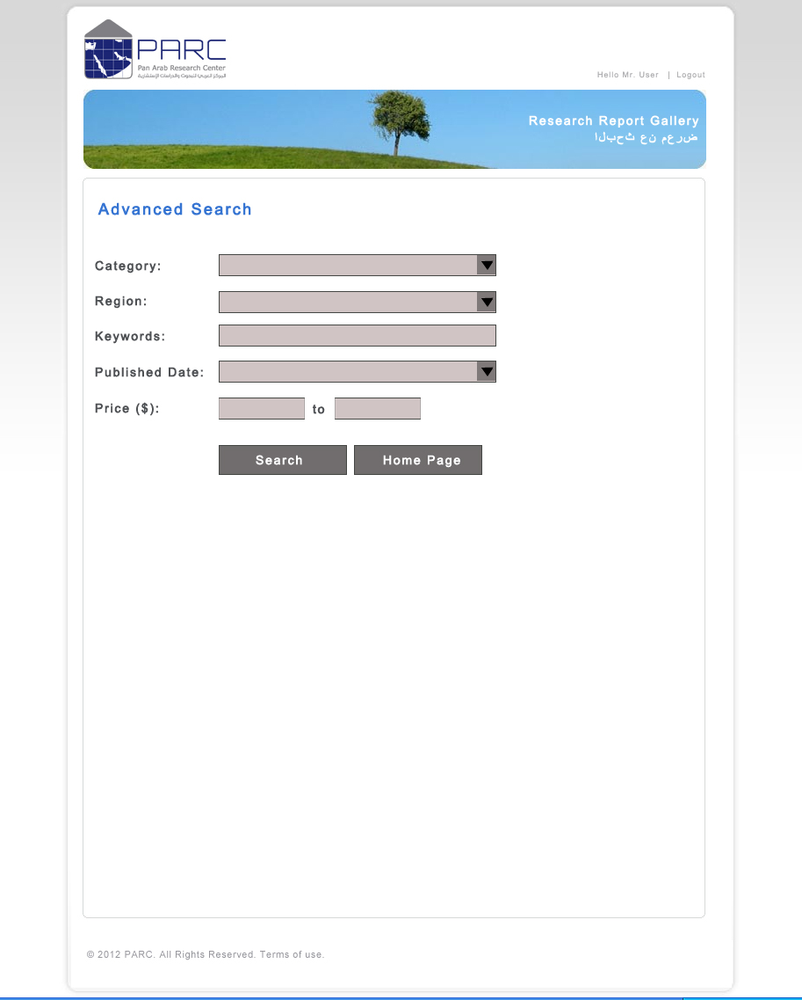 PARC
Pan Arab Research Center
المركز العربي للبحوث والدراسات الإستشارية
Hello Mr. User | Logout
Research Report Gallery
البحث عن معرض
Advanced Search
Category:
Region:
Keywords:
Published Date:
Price ($): to
Search Home Page
© 2012 PARC. All Rights Reserved. Terms of use.